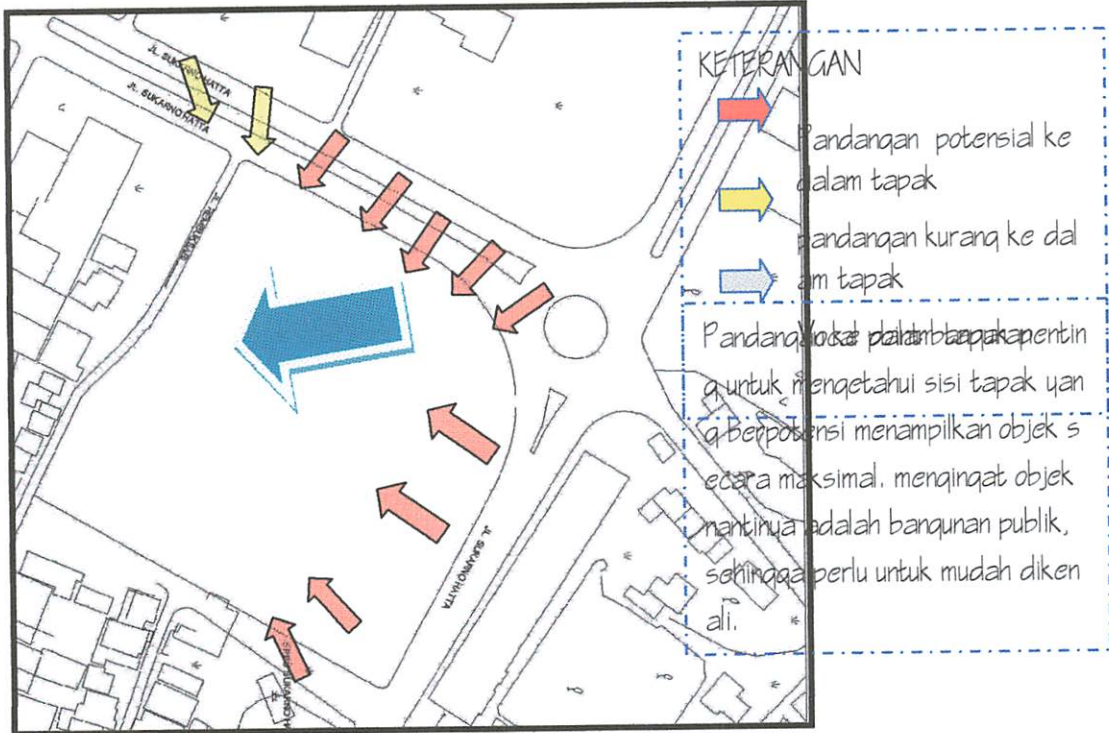 JL. SUKARNO HATTA
JL. SUKARNO HATTA
KETERANGAN
Pandangan potensial ke
dalam tapak
pandangan kurang ke dal
am tapak
Pandangan ke dalam tapak pentin
g untuk mengetahui sisi tapak yan
g berpotensi menampilkan objek s
ecara maksimal, mengingat objek
nantinya adalah bangunan publik,
sehingga perlu untuk mudah diken
ali.
JL. SUKARNO HATTA